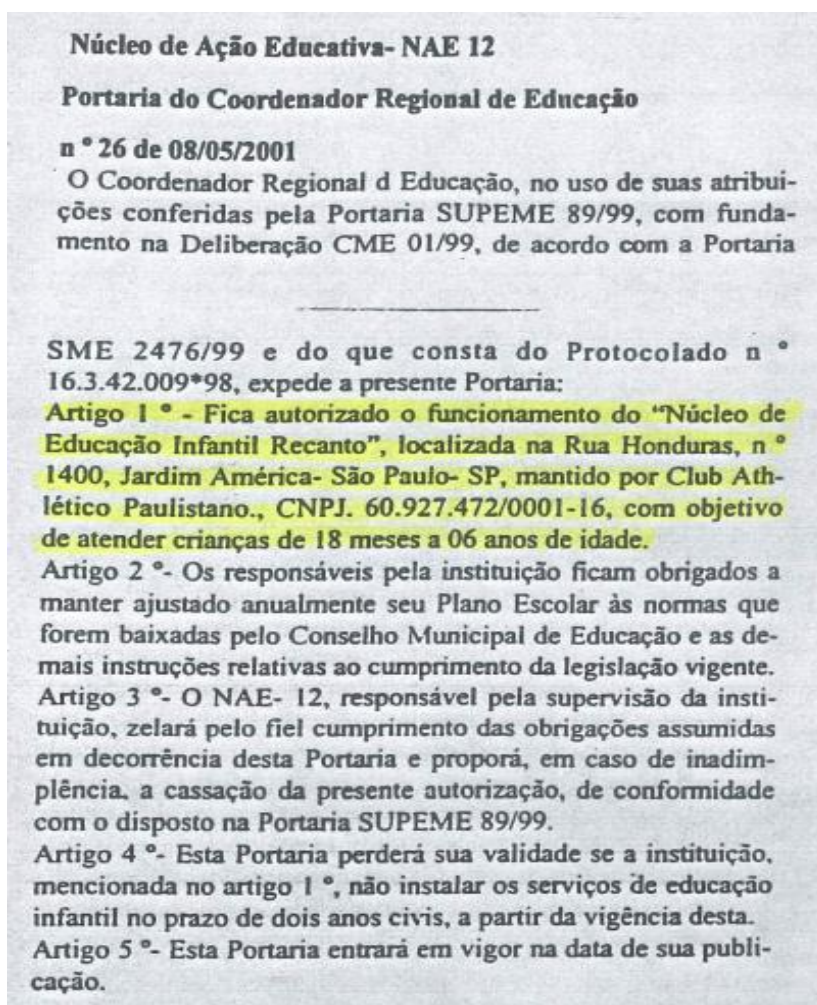 Núcleo de Ação Educativa- NAE 12
Portaria do Coordenador Regional de Educação
n º 26 de 08/05/2001
O Coordenador Regional d Educação, no uso de suas atribui-
ções conferidas pela Portaria SUPEME 89/99, com funda-
mento na Deliberação CME 01/99, de acordo com a Portaria
SME 2476/99 e do que consta do Protocolado n º
16.3.42.009*98, expede a presente Portaria:
Artigo 1 º - Fica autorizado o funcionamento do “Núcleo de
Educação Infantil Recanto”, localizada na Rua Honduras, n º
1400, Jardim América- São Paulo- SP, mantido por Club Ath-
lético Paulistano., CNPJ. 60.927.472/0001-16, com objetivo
de atender crianças de 18 meses a 06 anos de idade.
Artigo 2 º- Os responsáveis pela instituição ficam obrigados a
manter ajustado anualmente seu Plano Escolar às normas que
forem baixadas pelo Conselho Municipal de Educação e as de-
mais instruções relativas ao cumprimento da legislação vigente.
Artigo 3 º- O NAE- 12, responsável pela supervisão da insti-
tuição, zelará pelo fiel cumprimento das obrigações assumidas
em decorrência desta Portaria e proporá, em caso de inadim-
plência, a cassação da presente autorização, de conformidade
com o disposto na Portaria SUPEME 89/99.
Artigo 4 º- Esta Portaria perderá sua validade se a instituição,
mencionada no artigo 1 º, não instalar os serviços de educação
infantil no prazo de dois anos civis, a partir da vigência desta.
Artigo 5 º- Esta Portaria entrará em vigor na data de sua publi-
cação.